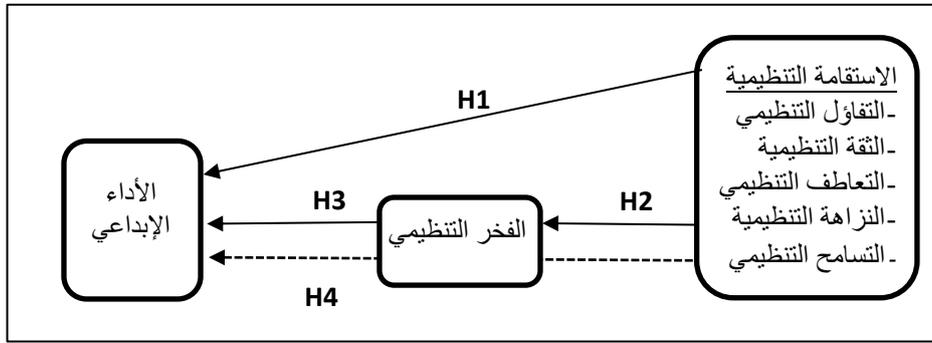 الاستقامة التنظيمية
-التفاؤل التنظيمي
-الثقة التنظيمية
-التعاطف التنظيمي
-النزاهة التنظيمية
-التسامح التنظيمي
H1
H2
الفخر التنظيمي
H3
H4
الأداء
الإبداعي